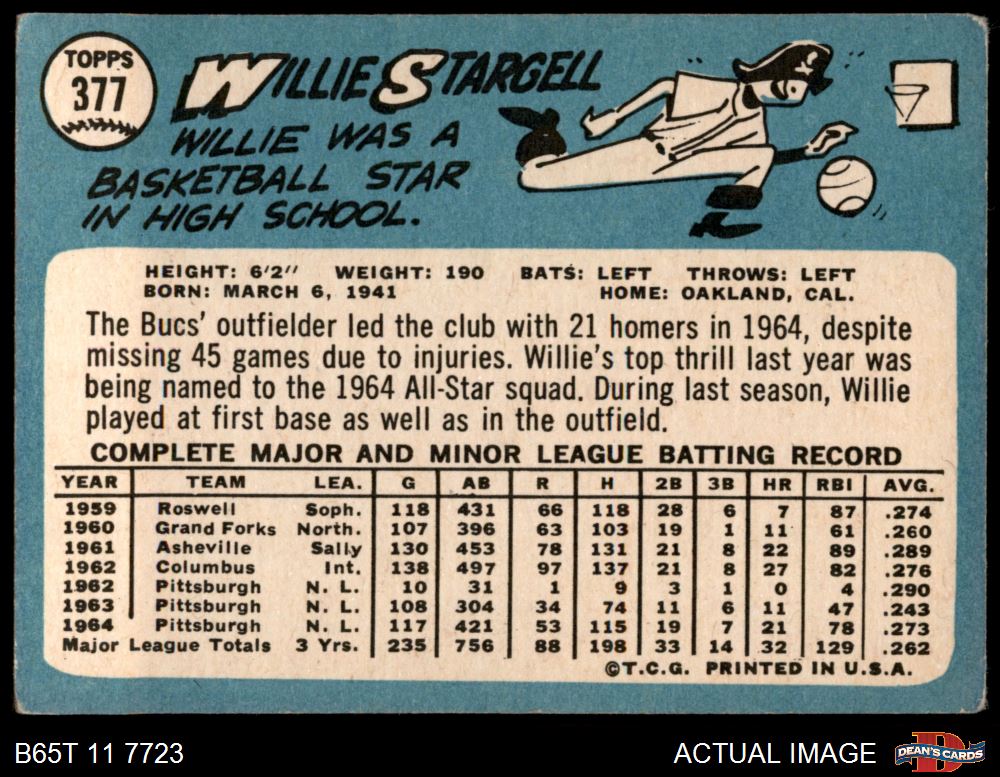 TOPPS
377
WILLIE STARGELL
WILLIE WAS A
BASKETBALL STAR
IN HIGH SCHOOL.
HEIGHT: 6'2" WEIGHT: 190 BATS: LEFT THROWS: LEFT
BORN: MARCH 6, 1941 HOME: OAKLAND, CAL.
The Bucs' outfielder led the club with 21 homers in 1964, despite
missing 45 games due to injuries. Willie's top thrill last year was
being named to the 1964 All-Star squad. During last season, Willie
played at first base as well as in the outfield.
COMPLETE MAJOR AND MINOR LEAGUE BATTING RECORD
YEAR TEAM LEA. G AB R H 2B 3B HR RBI AVG.
1959 Roswell Soph. 118 431 66 118 28 6 7 87 .274
1960 Grand Forks North. 107 396 63 103 19 1 11 61 .260
1961 Asheville Sally 130 453 78 131 21 8 22 89 .289
1962 Columbus Int. 138 497 97 137 21 8 27 82 .276
1962 Pittsburgh N. L. 10 31 1 9 3 1 0 4 .290
1963 Pittsburgh N. L. 108 304 34 74 11 6 11 47 .243
1964 Pittsburgh N. L. 117 421 53 115 19 7 21 78 .273
Major League Totals 3 Yrs. 235 756 88 198 33 14 32 129 .262
©T.C.G. PRINTED IN U.S.A.
B65T 11 7723
ACTUAL IMAGE
DEAN'S CARDS